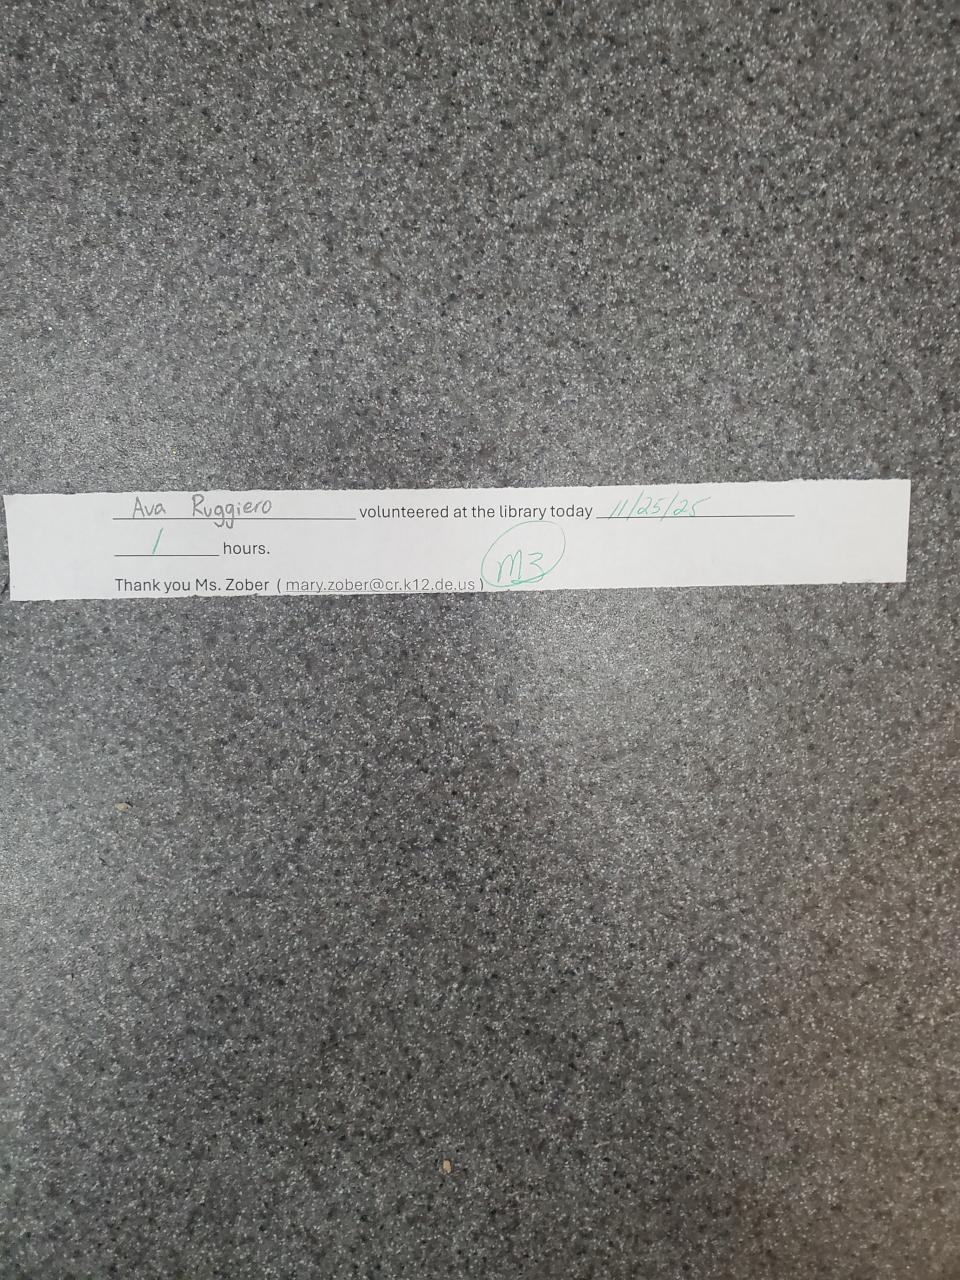 Ava Ruggiero volunteered at the library today 11/25/25
1 hours.
Thank you Ms. Zober ( mary.zober@cr.k12.de.us ) MZ